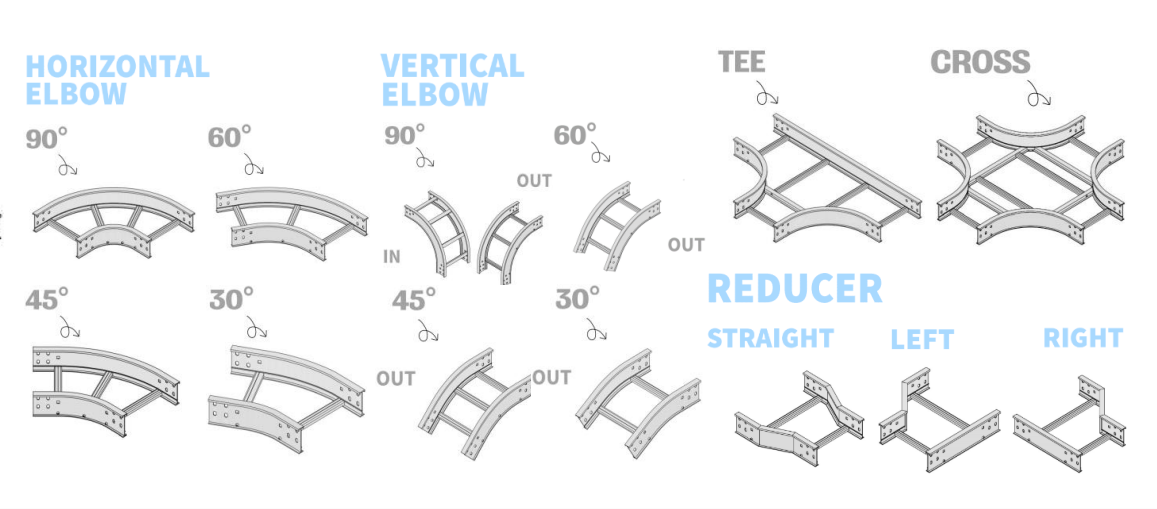 HORIZONTAL
ELBOW
90°
60°
45°
30°
VERTICAL
ELBOW
90°
60°
OUT
IN
OUT
45°
30°
OUT
OUT
TEE
CROSS
REDUCER
STRAIGHT
LEFT
RIGHT